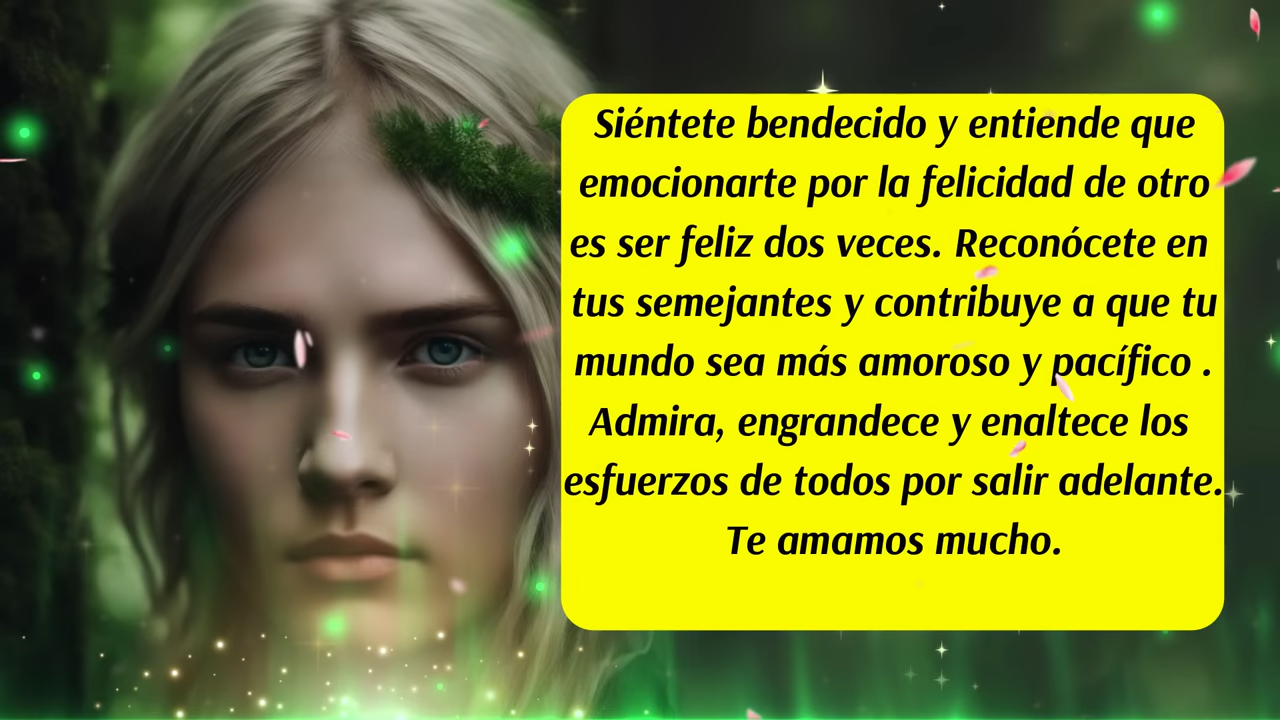 Siéntete bendecido y entiende que
emocionarte por la felicidad de otro
es ser feliz dos veces. Reconócete en
tus semejantes y contribuye a que tu
mundo sea más amoroso y pacífico .
Admira, engrandece y enaltece los
esfuerzos de todos por salir adelante.
Te amamos mucho.